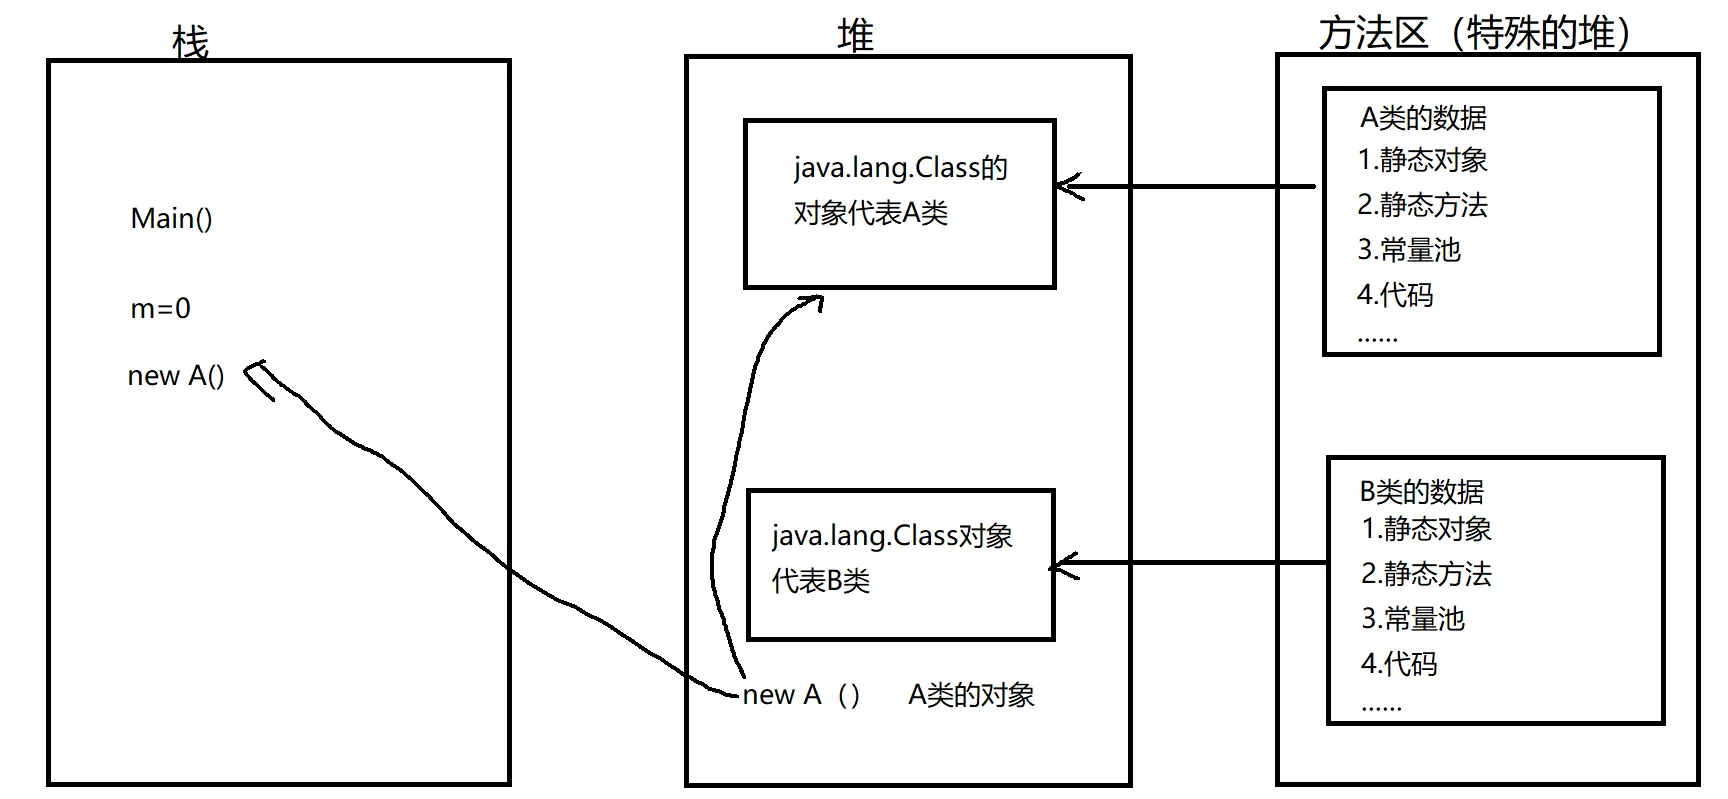 栈
Main()
m=0
new A()
堆
java.lang.Class的
对象代表A类
java.lang.Class对象
代表B类
new A（） A类的对象
方法区（特殊的堆）
A类的数据
1.静态对象
2.静态方法
3.常量池
4.代码
......
B类的数据
1.静态对象
2.静态方法
3.常量池
4.代码
......